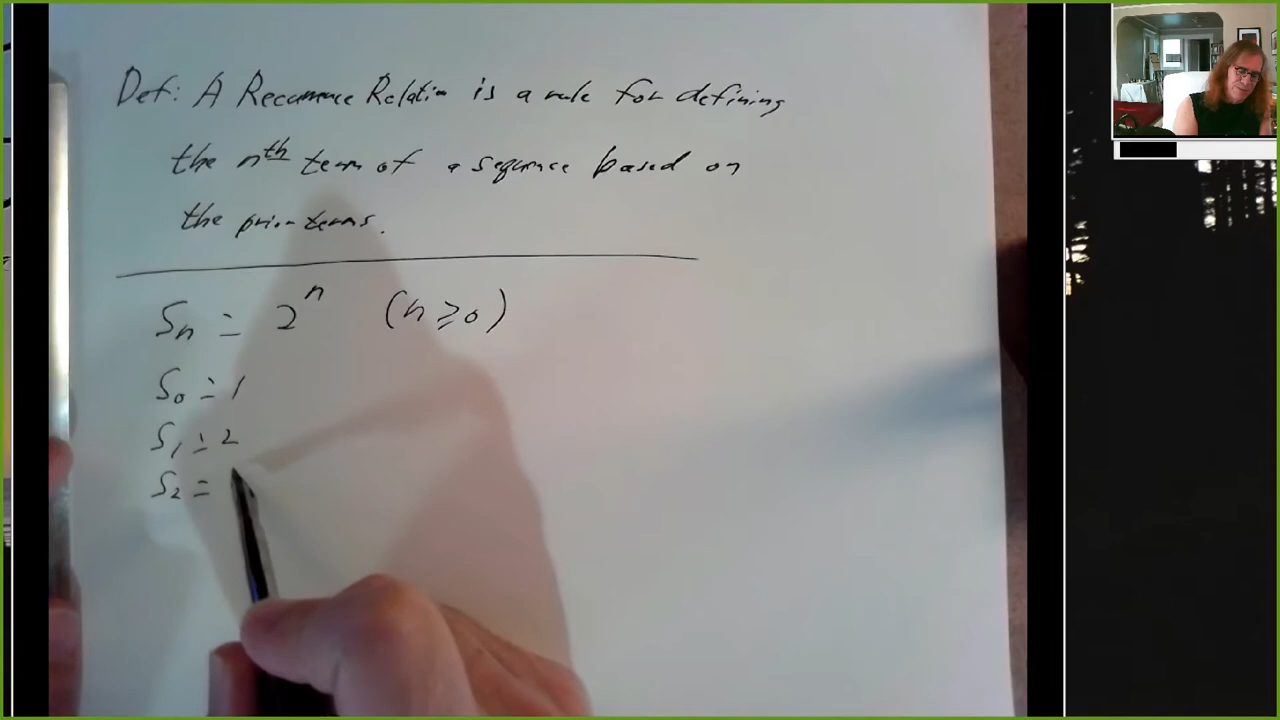 Def: A Recurrence Relation is a rule for defining
the nth term of a sequence based on
the prior terms.
Sn = 2^n (n ≥ 0)
S0 = 1
S1 = 2
S2 =